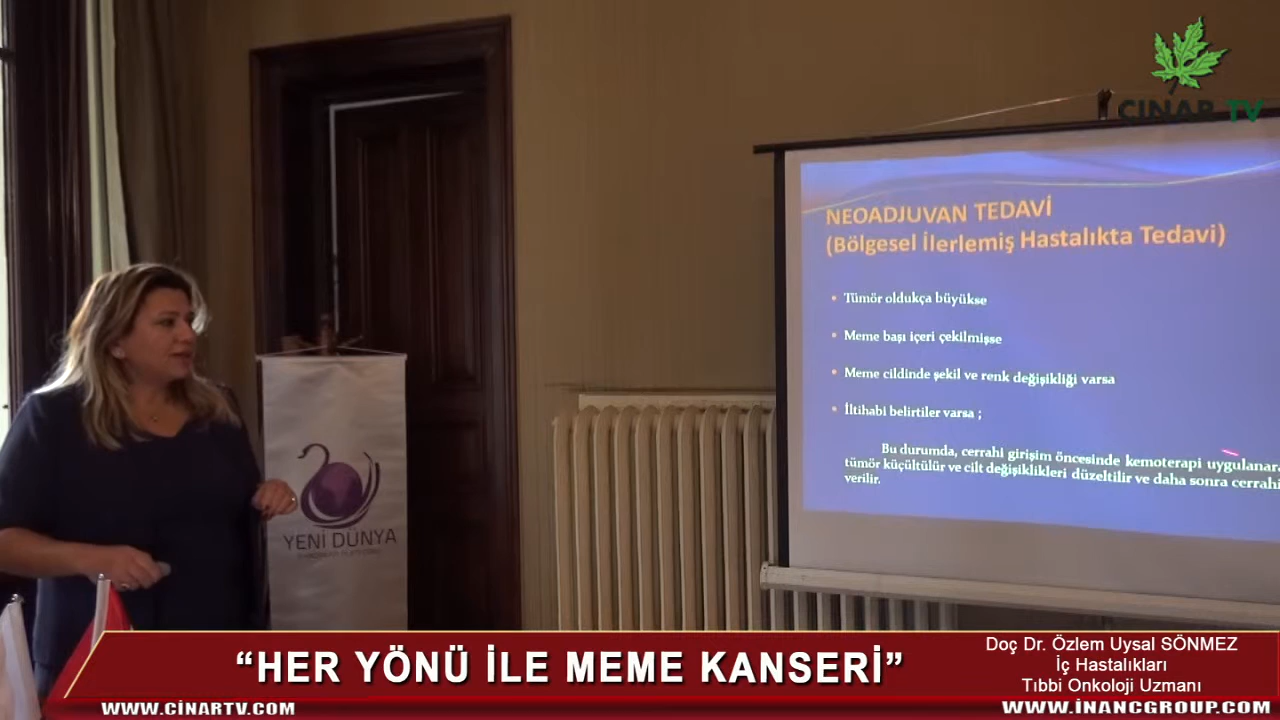 ÇINAR TV
NEOADJUVAN TEDAVİ
(Bölgesel İlerlemiş Hastalıkta Tedavi)
• Tümör oldukça büyükse
• Meme başı içeri çekilmişse
• Meme cildinde şekil ve renk değişikliği varsa
• İltihabi belirtiler varsa ;
Bu durumda, cerrahi girişim öncesinde kemoterapi
tümör küçültülür ve cilt değişiklikleri düzeltilir ve daha sonra cerrahi
verilir.
YENİ DÜNYA
“HER YÖNÜ İLE MEME KANSERİ”
Doç Dr. Özlem Uysal SÖNMEZ
İç Hastalıkları
Tıbbi Onkoloji Uzmanı
WWW.CİNARTV.COM
WWW.İNANCGROUP.COM